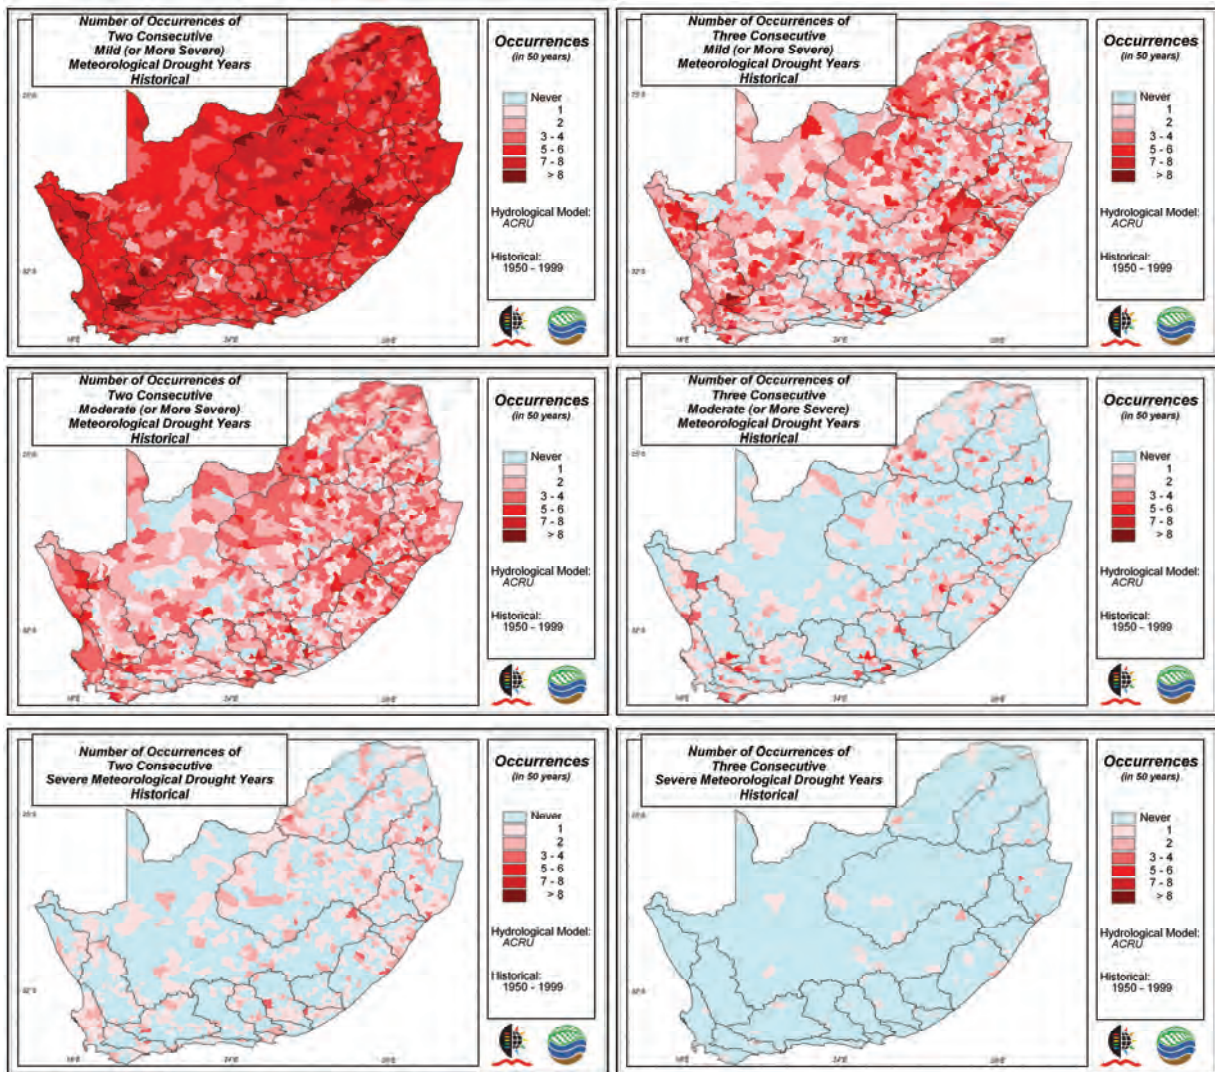 Number of Occurrences of
Two Consecutive
Mild (or More Severe)
Meteorological Drought Years
Historical
Occurrences
(in 50 years)
Never
1
2
3 - 4
5 - 6
7 - 8
> 8
Hydrological Model:
ACRU
Historical:
1950 - 1999
Number of Occurrences of
Three Consecutive
Mild (or More Severe)
Meteorological Drought Years
Historical
Occurrences
(in 50 years)
Never
1
2
3 - 4
5 - 6
7 - 8
> 8
Hydrological Model:
ACRU
Historical:
1950 - 1999
Number of Occurrences of
Two Consecutive
Moderate (or More Severe)
Meteorological Drought Years
Historical
Occurrences
(in 50 years)
Never
1
2
3 - 4
5 - 6
7 - 8
> 8
Hydrological Model:
ACRU
Historical:
1950 - 1999
Number of Occurrences of
Three Consecutive
Moderate (or More Severe)
Meteorological Drought Years
Historical
Occurrences
(in 50 years)
Never
1
2
3 - 4
5 - 6
7 - 8
> 8
Hydrological Model:
ACRU
Historical:
1950 - 1999
Number of Occurrences of
Two Consecutive
Severe Meteorological Drought Years
Historical
Occurrences
(in 50 years)
Never
1
2
3 - 4
5 - 6
7 - 8
> 8
Hydrological Model:
ACRU
Historical:
1950 - 1999
Number of Occurrences of
Three Consecutive
Severe Meteorological Drought Years
Historical
Occurrences
(in 50 years)
Never
1
2
3 - 4
5 - 6
7 - 8
> 8
Hydrological Model:
ACRU
Historical:
1950 - 1999